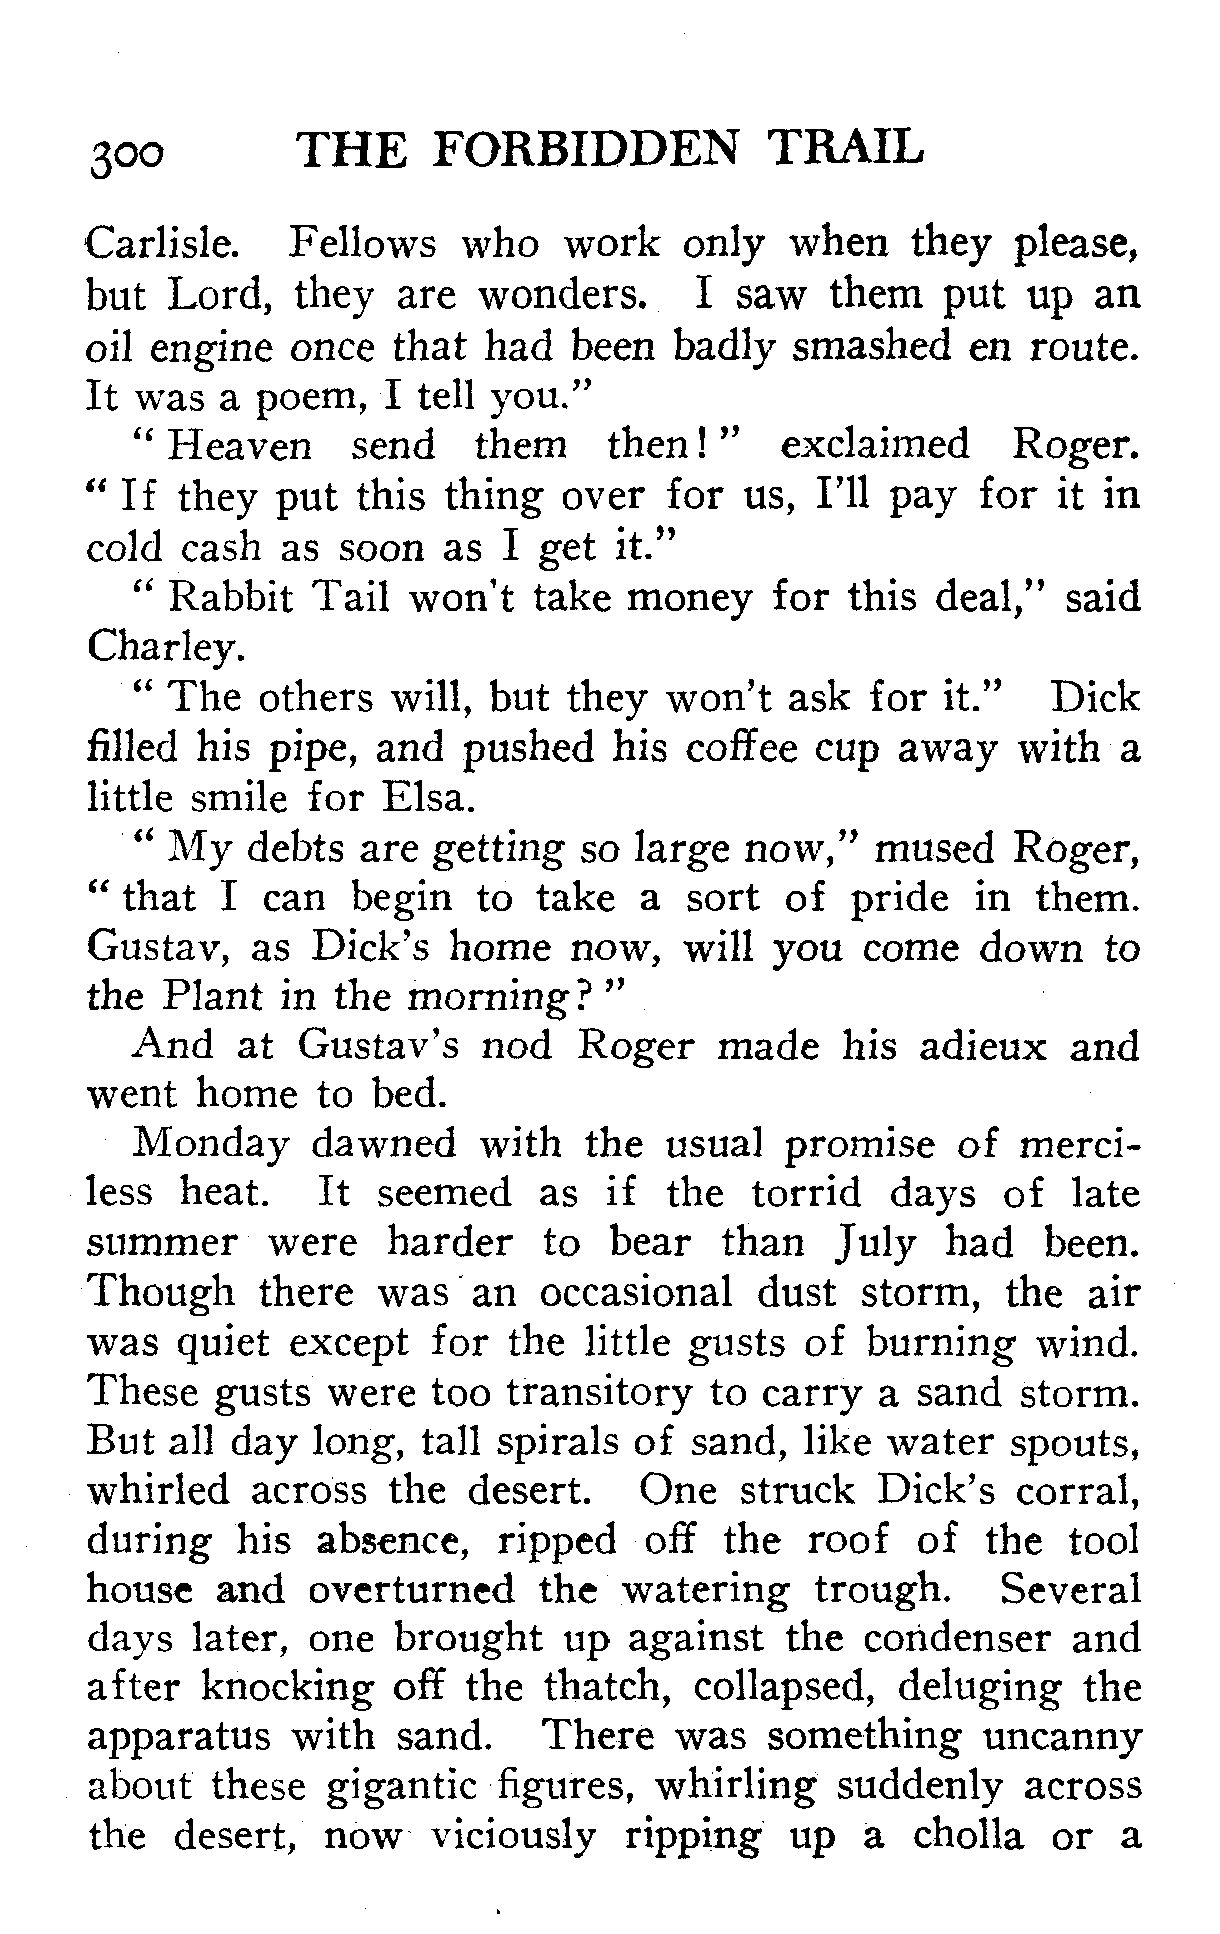 300 THE FORBIDDEN TRAIL
Carlisle. Fellows who work only when they please,
but Lord, they are wonders. I saw them put up an
oil engine once that had been badly smashed en route.
It was a poem, I tell you."
" Heaven send them then! " exclaimed Roger.
" If they put this thing over for us, I'll pay for it in
cold cash as soon as I get it."
" Rabbit Tail won't take money for this deal," said
Charley.
" The others will, but they won't ask for it." Dick
filled his pipe, and pushed his coffee cup away with a
little smile for Elsa.
" My debts are getting so large now," mused Roger,
" that I can begin to take a sort of pride in them.
Gustav, as Dick's home now, will you come down to
the Plant in the morning? "
And at Gustav's nod Roger made his adieux and
went home to bed.
Monday dawned with the usual promise of merci-
less heat. It seemed as if the torrid days of late
summer were harder to bear than July had been.
Though there was an occasional dust storm, the air
was quiet except for the little gusts of burning wind.
These gusts were too transitory to carry a sand storm.
But all day long, tall spirals of sand, like water spouts,
whirled across the desert. One struck Dick's corral,
during his absence, ripped off the roof of the tool
house and overturned the watering trough. Several
days later, one brought up against the condenser and
after knocking off the thatch, collapsed, deluging the
apparatus with sand. There was something uncanny
about these gigantic figures, whirling suddenly across
the desert, now viciously ripping up a cholla or a